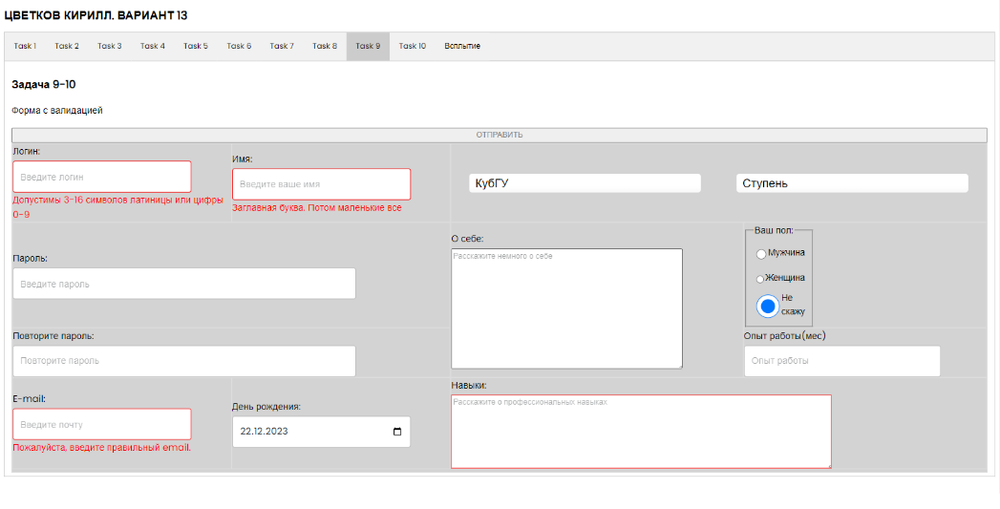 ЦВЕТКОВ КИРИЛЛ. ВАРИАНТ 13
Task 1 Task 2 Task 3 Task 4 Task 5 Task 6 Task 7 Task 8 Task 9 Task 10 Всплытие
Задача 9-10
Форма с валидацией
ОТПРАВИТЬ
Логин:
Введите логин
Допустимы 3-16 символов латиницы или цифры
0-9
Имя:
Введите ваше имя
Заглавная буква. Потом маленькие все
КубГУ
Ступень
Пароль:
Введите пароль
О себе:
Расскажите немного о себе
Ваш пол:
Мужчина
Женщина
Не
скажу
Повторите пароль:
Повторите пароль
Опыт работы(мес)
Опыт работы
E-mail:
Введите почту
Пожалуйста, введите правильный email.
День рождения:
22.12.2023
Навыки:
Расскажите о профессиональных навыках